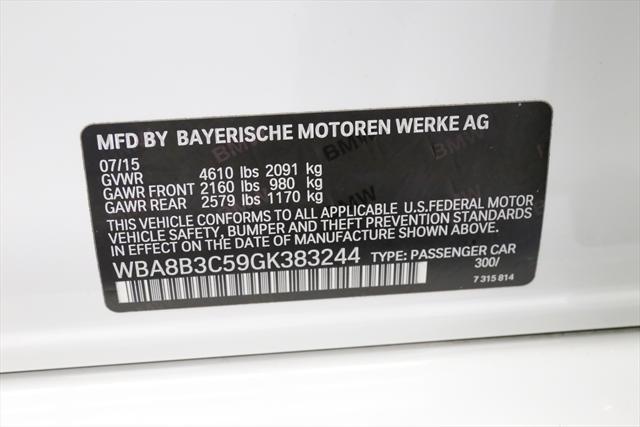 MFD BY BAYERISCHE MOTOREN WERKE AG
07/15
GVWR 4610 lbs 2091 kg
GAWR FRONT 2160 lbs 980 kg
GAWR REAR 2579 lbs 1170 kg
THIS VEHICLE CONFORMS TO ALL APPLICABLE U.S.FEDERAL MOTOR
VEHICLE SAFETY, BUMPER AND THEFT PREVENTION STANDARDS
IN EFFECT ON THE DATE OF MANUFACTURE SHOWN ABOVE.
WBA8B3C59GK383244 TYPE: PASSENGER CAR
300/
7 315 814